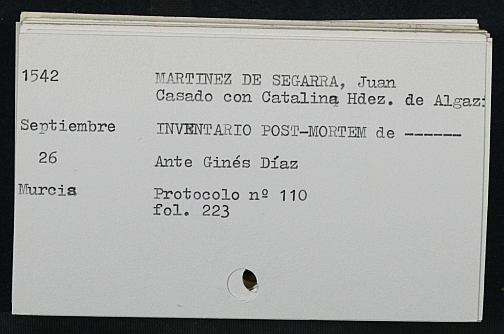 1542 MARTINEZ DE SEGARRA, Juan
Casado con Catalina Hdez. de Algazi
Septiembre INVENTARIO POST-MORTEM de ------
26 Ante Ginés Díaz
Murcia Protocolo nº 110
fol. 223